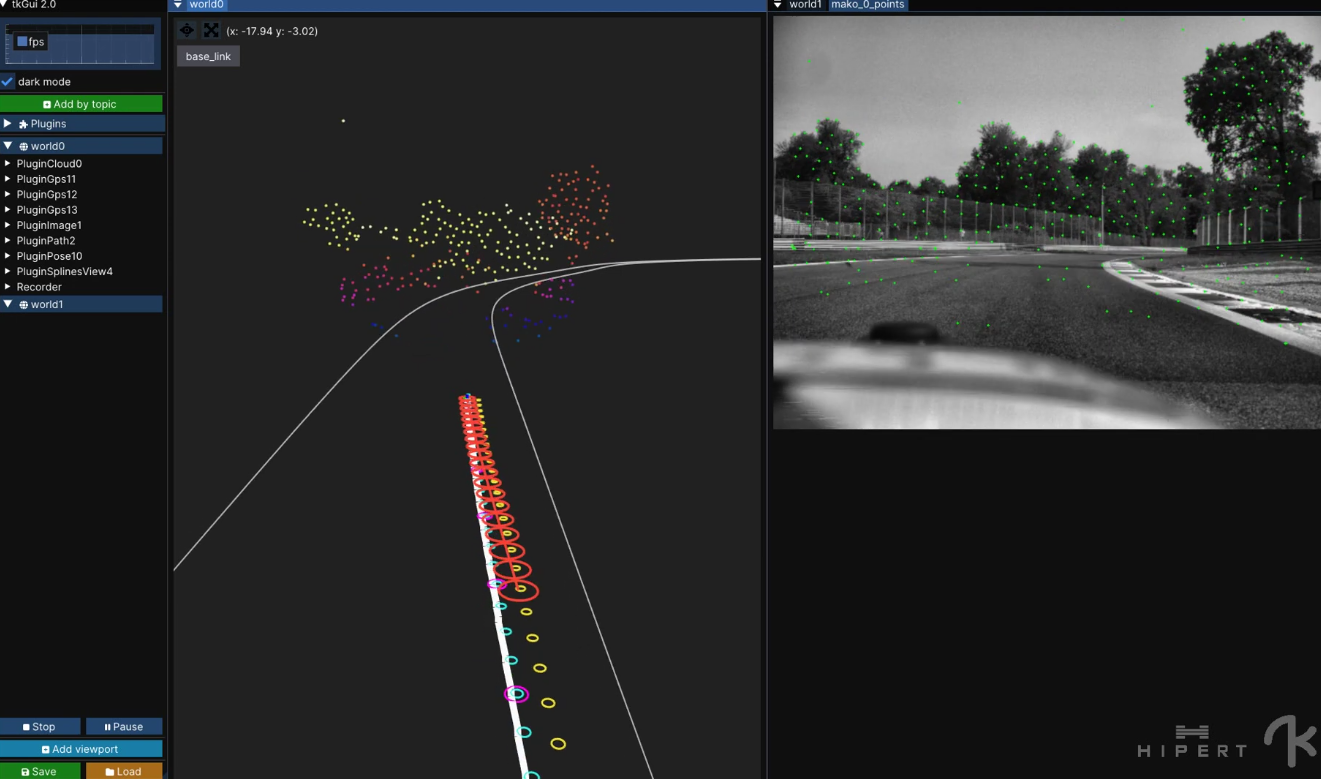 tkGui 2.0
fps
dark mode
Add by topic
Plugins
world0
PluginCloud0
PluginGps11
PluginGps12
PluginGps13
PluginImage1
PluginPath2
PluginPose10
PluginSplinesView4
Recorder
world1
Stop
Pause
Add viewport
Save
Load
world0
(x: -17.94 y: -3.02)
base_link
world1 mako_0_points
HIPERT